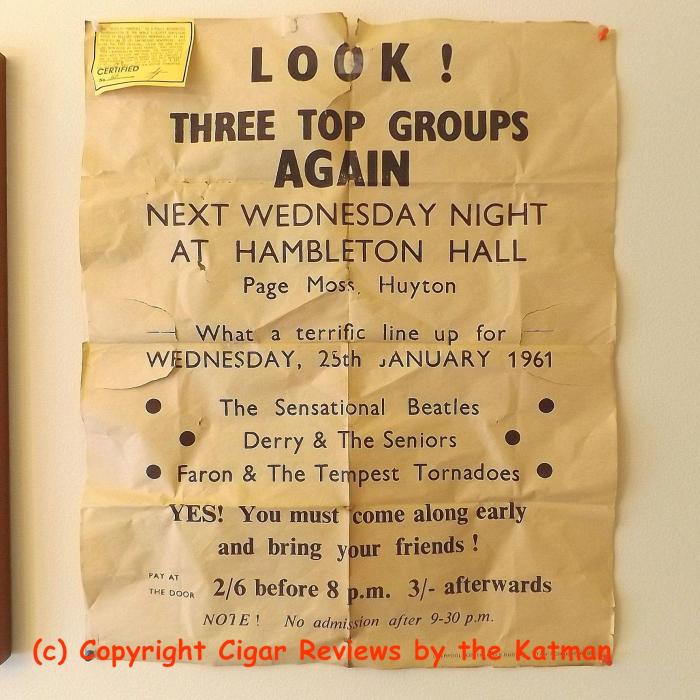 CERTIFIED
LOOK !
THREE TOP GROUPS
AGAIN
NEXT WEDNESDAY NIGHT
AT HAMBLETON HALL
Page Moss, Huyton
What a terrific line up for
WEDNESDAY, 25th JANUARY 1961
The Sensational Beatles
Derry & The Seniors
Faron & The Tempest Tornadoes
YES! You must come along early
and bring your friends !
PAY AT
THE DOOR
2/6 before 8 p.m. 3/- afterwards
NOTE ! No admission after 9-30 p.m.
(c) Copyright Cigar Reviews by the Katman